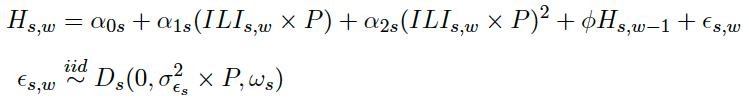 H_{s,w} = α_{0s} + α_{1s}(ILI_{s,w} × P) + α_{2s}(ILI_{s,w} × P)^2 + ϕH_{s,w−1} + ϵ_{s,w}
ϵ_{s,w} \overset{iid}{∼} D_s(0, σ^2_{ϵ_s} × P, ω_s)